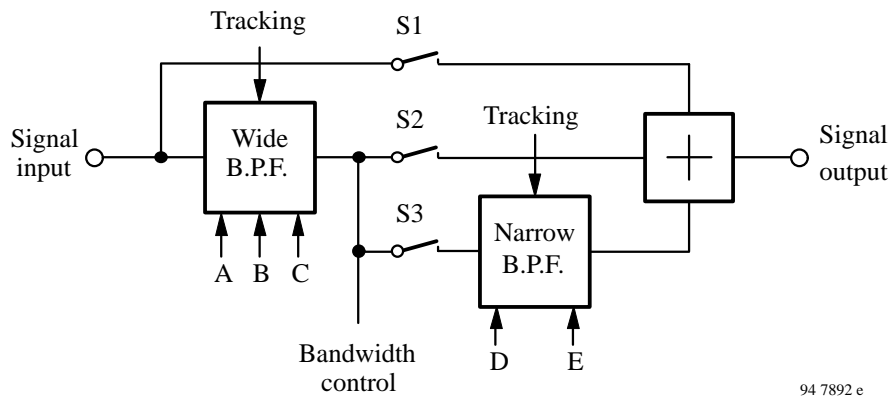 Tracking
S1
Signal
input
Wide
B.P.F.
S2
Tracking
Signal
output
S3
Narrow
B.P.F.
A B C
D E
Bandwidth
control
94 7892 e